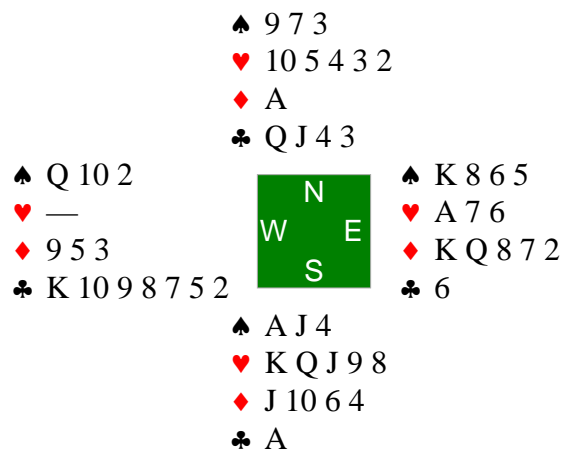 ♠ 9 7 3
♥ 10 5 4 3 2
♦ A
♣ Q J 4 3
♠ Q 10 2
♥ —
♦ 9 5 3
♣ K 10 9 8 7 5 2
N
W E
S
♠ K 8 6 5
♥ A 7 6
♦ K Q 8 7 2
♣ 6
♠ A J 4
♥ K Q J 9 8
♦ J 10 6 4
♣ A